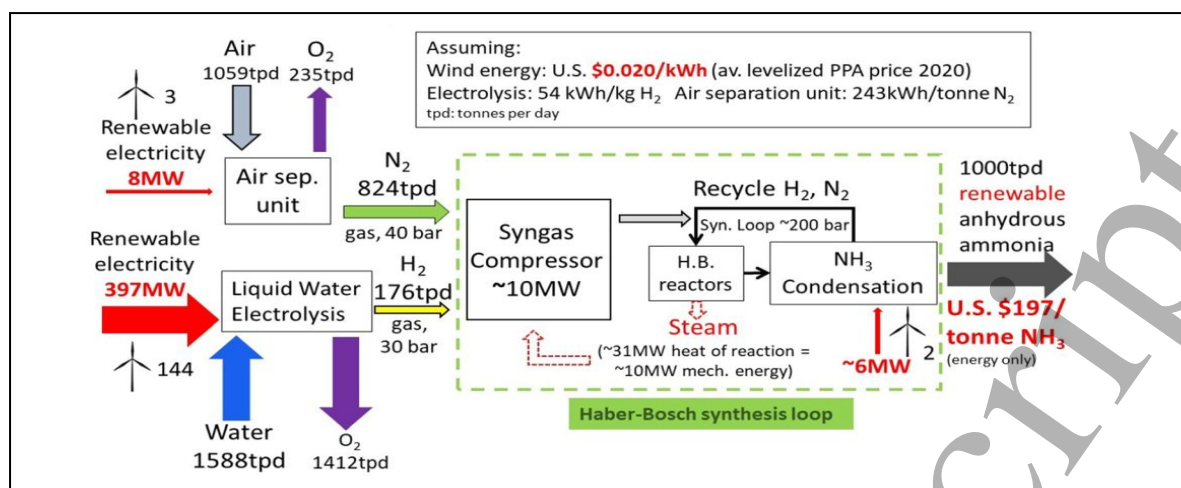 Air
1059tpd
O₂
235tpd
Assuming:
Wind energy: U.S. $0.020/kWh (av. levelized PPA price 2020)
Electrolysis: 54 kWh/kg H₂ Air separation unit: 243kWh/tonne N₂
tpd: tonnes per day
3
Renewable
electricity
8MW
Air sep.
unit
N₂
824tpd
gas, 40 bar
Renewable
electricity
397MW
144
Liquid Water
Electrolysis
H₂
176tpd
gas,
30 bar
Water
1588tpd
O₂
1412tpd
Syngas
Compressor
~10MW
Recycle H₂, N₂
Syn. Loop ~200 bar
H.B.
reactors
NH₃
Condensation
Steam
(~31MW heat of reaction =
~10MW mech. energy)
~6MW
2
Haber-Bosch synthesis loop
1000tpd
renewable
anhydrous
ammonia
U.S. $197/
tonne NH₃
(energy only)
cript